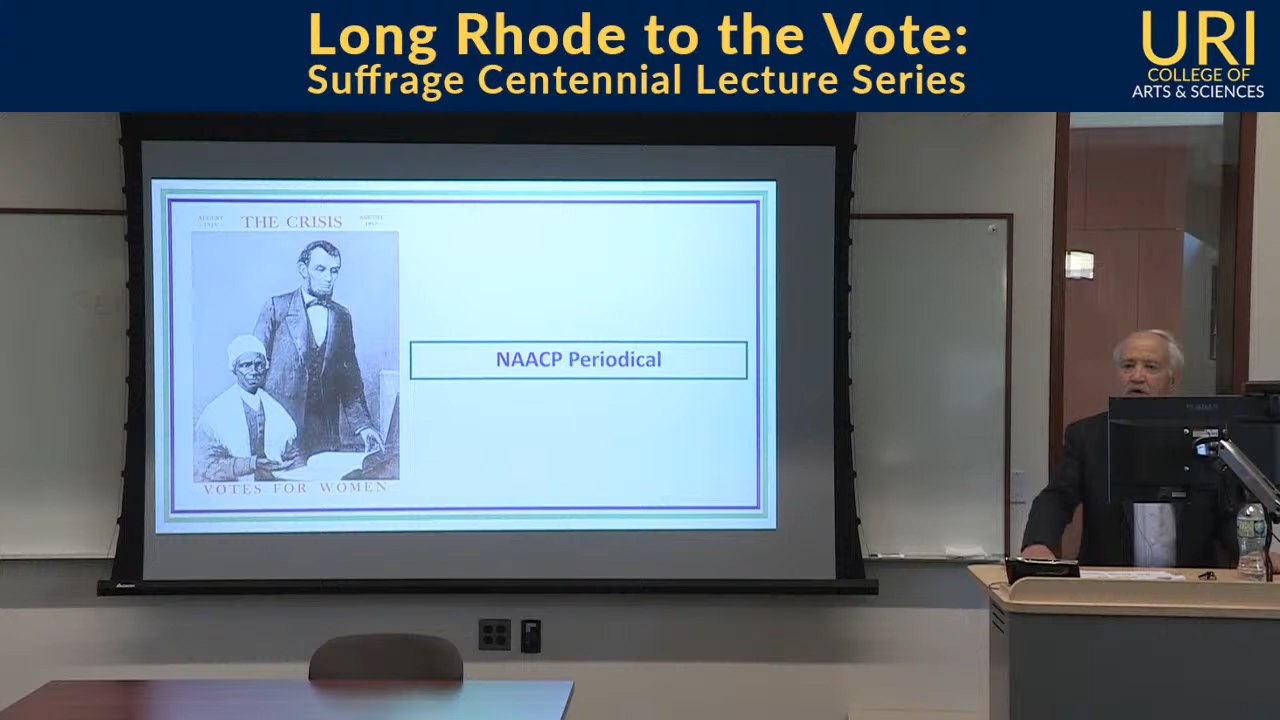 Long Rhode to the Vote:
Suffrage Centennial Lecture Series
URI
COLLEGE OF
ARTS & SCIENCES
THE CRISIS
VOTES FOR WOMEN
NAACP Periodical